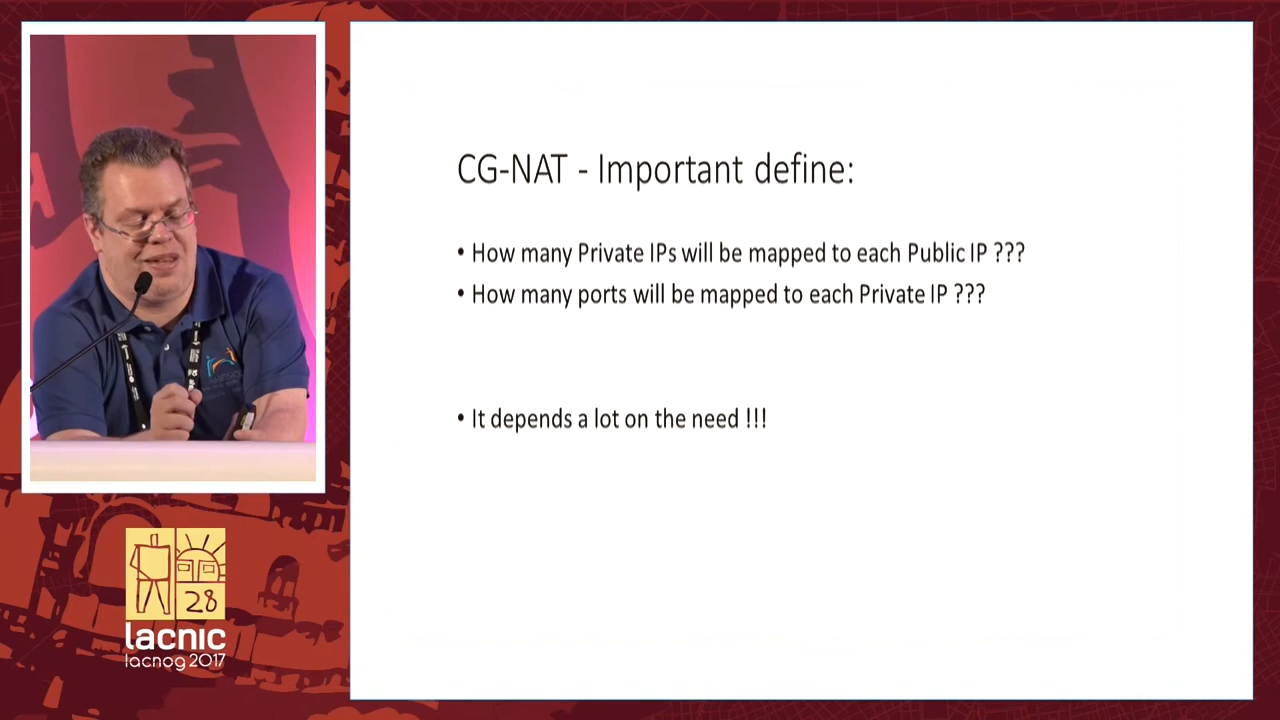 CG-NAT - Important define:
• How many Private IPs will be mapped to each Public IP ???
• How many ports will be mapped to each Private IP ???
• It depends a lot on the need !!!
28
lacnic
lacnog 2017